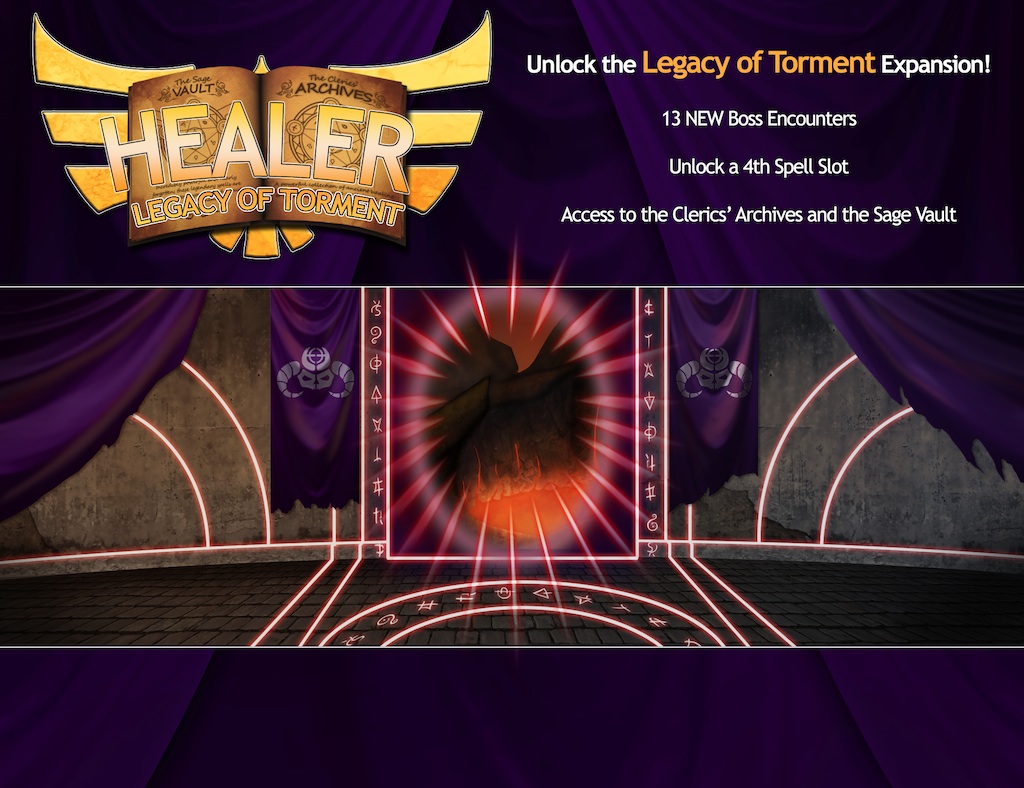 The Sage
VAULT
The Clerics'
ARCHIVES
HEALER
LEGACY OF TORMENT
Unlock the Legacy of Torment Expansion!
13 NEW Boss Encounters
Unlock a 4th Spell Slot
Access to the Clerics' Archives and the Sage Vault